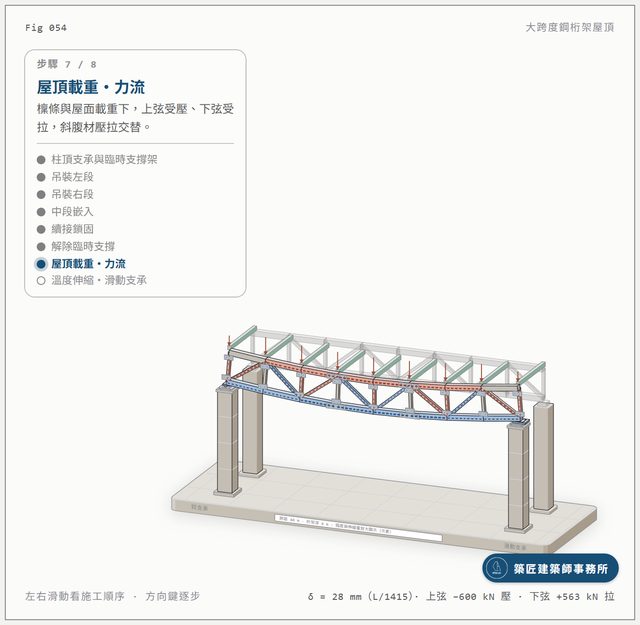 Fig 054
大跨度鋼桁架屋頂
步驟 7 / 8
屋頂載重・力流
檁條與屋面載重下，上弦受壓、下弦受
拉，斜腹材壓拉交替。
柱頂支承與臨時支撐架
吊裝左段
吊裝右段
中段嵌入
續接鎖固
解除臨時支撐
屋頂載重・力流
溫度伸縮・滑動支承
滑動支承
築匠建築師事務所
左右滑動看施工順序 · 方向鍵逐步
δ = 28 mm (L/1415)· 上弦 −600 kN 壓 · 下弦 +563 kN 拉